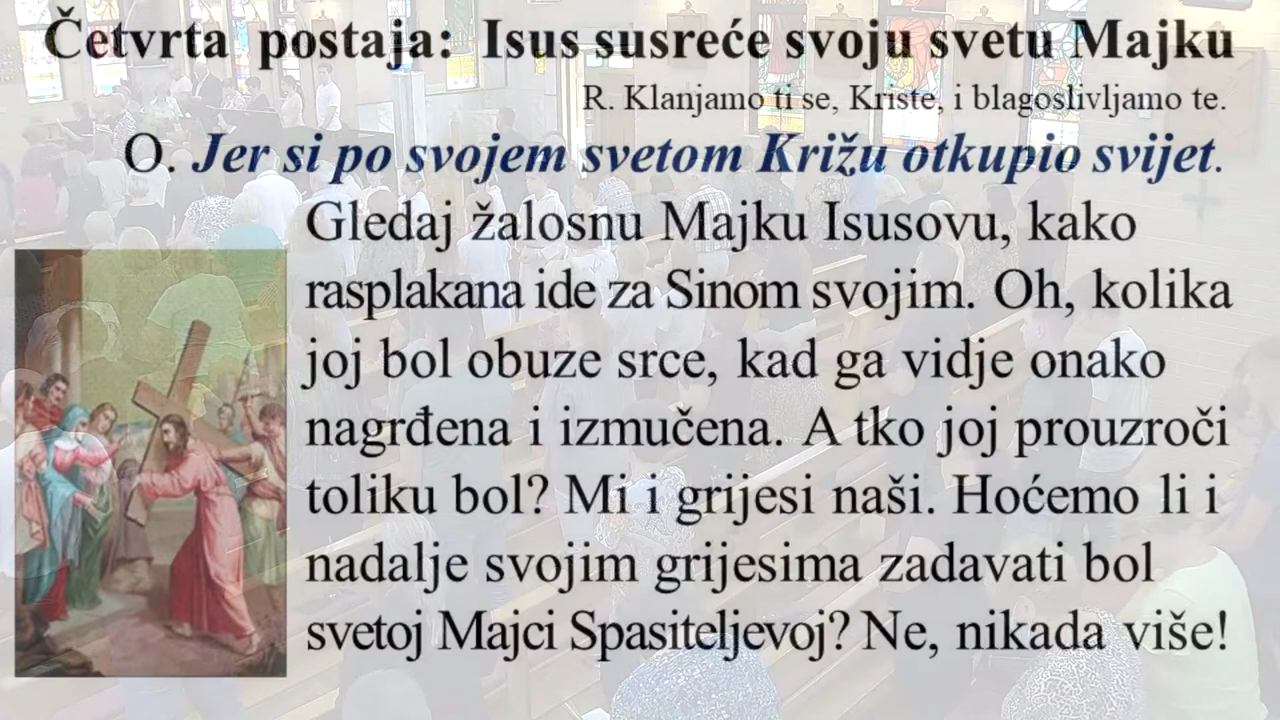 Četvrta postaja: Isus susreće svoju svetu Majku
R. Klanjamo ti se, Kriste, i blagoslivljamo te.
O. Jer si po svojem svetom Križu otkupio svijet.
Gledaj žalosnu Majku Isusovu, kako
rasplakana ide za Sinom svojim. Oh, kolika
joj bol obuze srce, kad ga vidje onako
nagrđena i izmučena. A tko joj prouzroči
toliku bol? Mi i grijesi naši. Hoćemo li i
nadalje svojim grijesima zadavati bol
svetoj Majci Spasiteljevoj? Ne, nikada više!